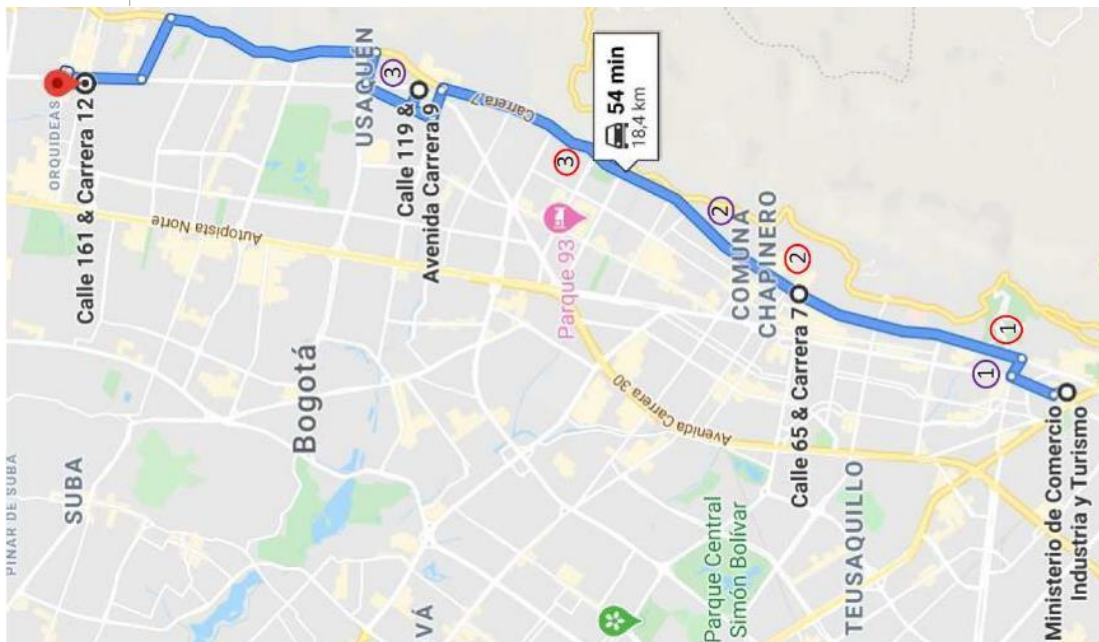 PINAR DE SUBA
SUBA
ORQUIDEAS
Calle 161 & Carrera 12
Autopista Norte
USAQUÉN
3
Calle 119 &
Avenida Carrera 9
Carrera 7
Bogotá
3
54 min
18,4 km
Parque 93
2
COMUNA
CHAPINERO
2
Calle 65 & Carrera 7
Avenida Carrera 30
VÁ
Parque Central
Simón Bolívar
TEUSAQUILLO
1
1
Ministerio de Comercio
Industria y Turismo